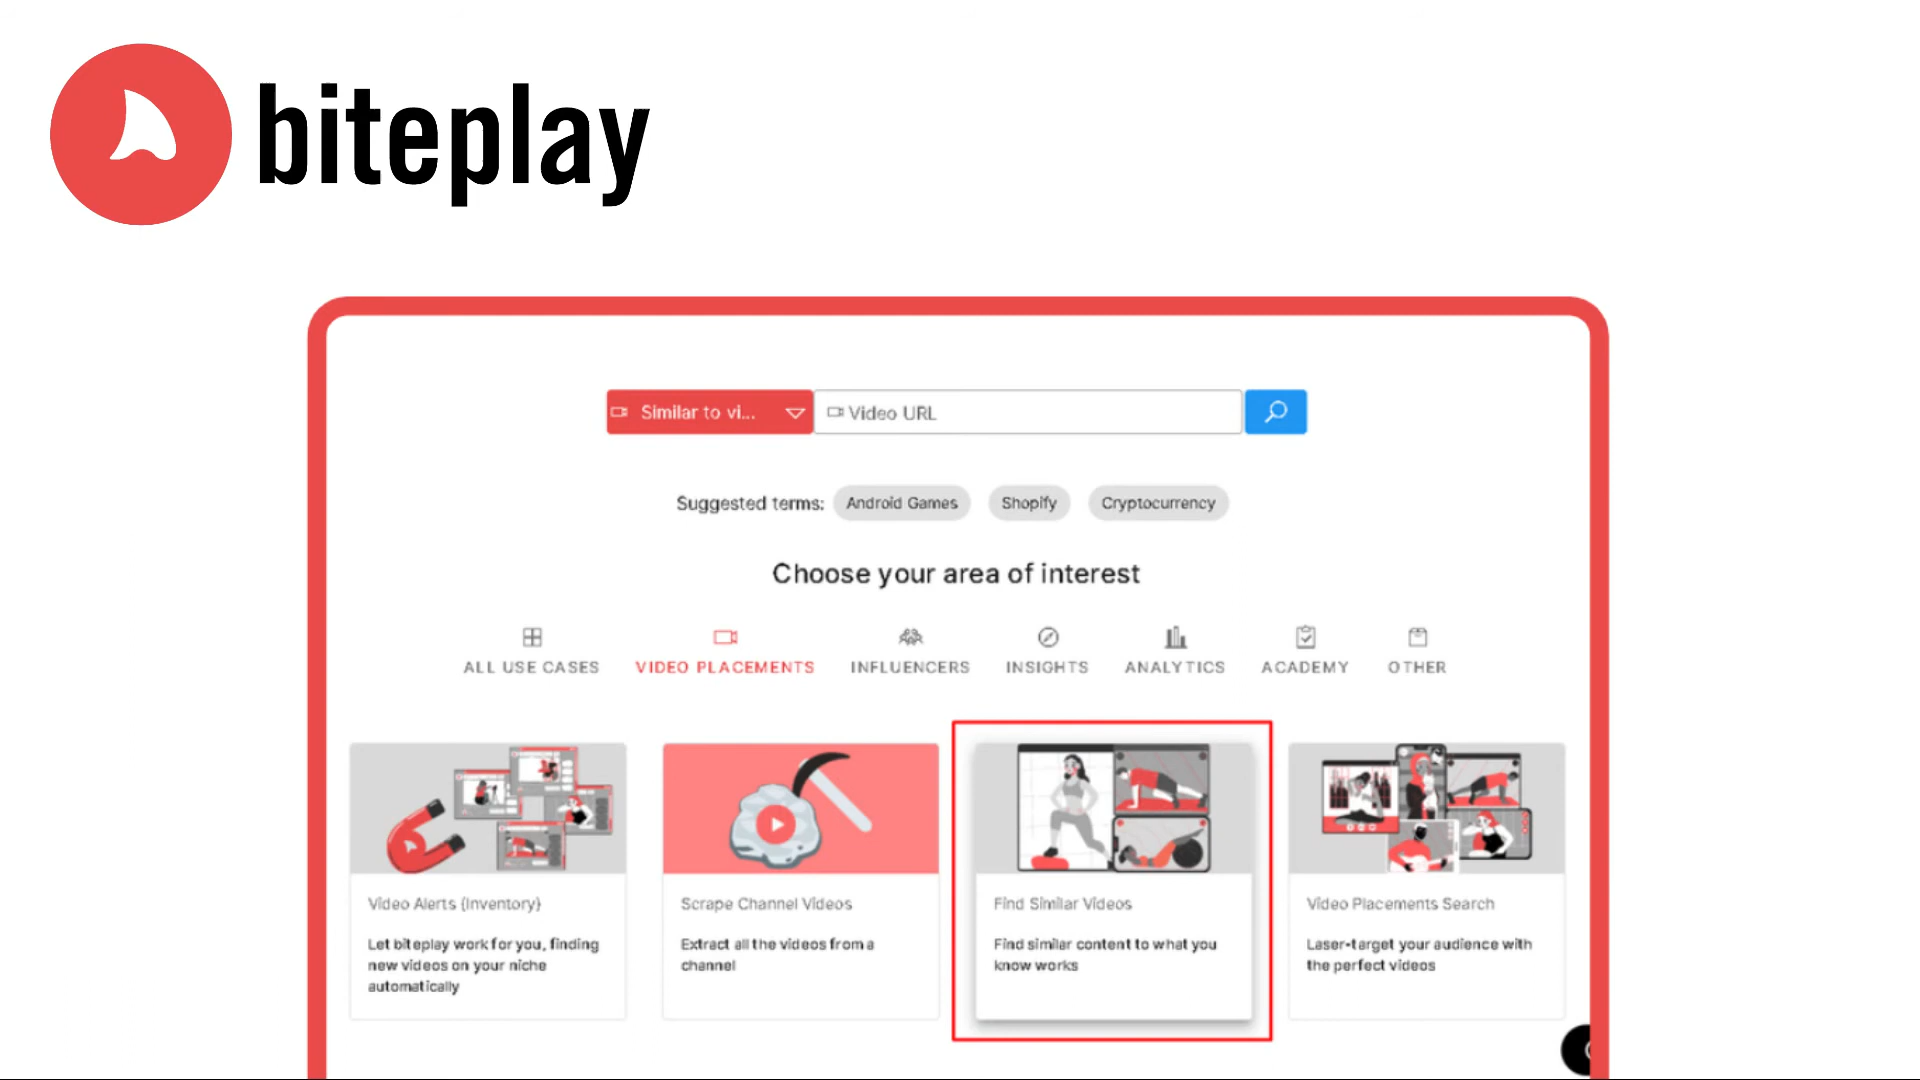 biteplay
Similar to vi...
Video URL
Suggested terms: Android Games Shopify Cryptocurrency
Choose your area of interest
ALL USE CASES VIDEO PLACEMENTS INFLUENCERS INSIGHTS ANALYTICS ACADEMY OTHER
Video Alerts (Inventory)
Let biteplay work for you, finding
new videos on your niche
automatically
Scrape Channel Videos
Extract all the videos from a
channel
Find Similar Videos
Find similar content to what you
know works
Video Placements Search
Laser-target your audience with
the perfect videos